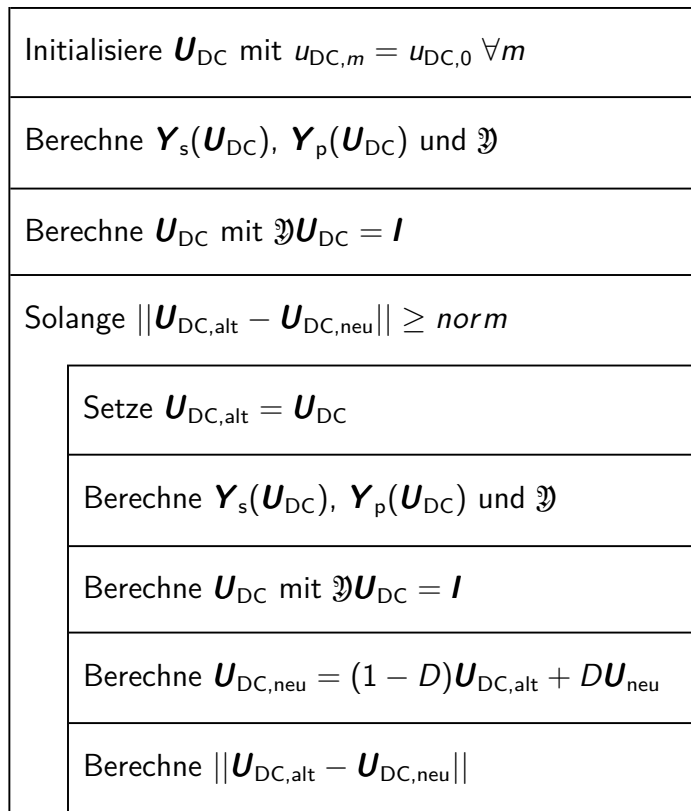 Initialisiere 𝑼_DC mit u_DC,m = u_DC,0 ∀m
Berechne 𝒀_s(𝑼_DC), 𝒀_p(𝑼_DC) und 𝔜
Berechne 𝑼_DC mit 𝔜𝑼_DC = 𝑰
Solange ||𝑼_DC,alt − 𝑼_DC,neu|| ≥ norm
Setze 𝑼_DC,alt = 𝑼_DC
Berechne 𝒀_s(𝑼_DC), 𝒀_p(𝑼_DC) und 𝔜
Berechne 𝑼_DC mit 𝔜𝑼_DC = 𝑰
Berechne 𝑼_DC,neu = (1 − D)𝑼_DC,alt + D𝑼_neu
Berechne ||𝑼_DC,alt − 𝑼_DC,neu||